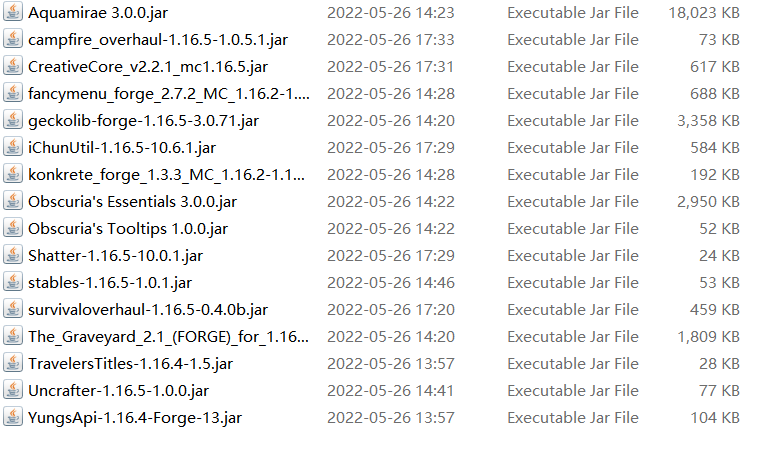 Aquamirae 3.0.0.jar 2022-05-26 14:23 Executable Jar File 18,023 KB
campfire_overhaul-1.16.5-1.0.5.1.jar 2022-05-26 17:33 Executable Jar File 73 KB
CreativeCore_v2.2.1_mc1.16.5.jar 2022-05-26 17:31 Executable Jar File 617 KB
fancymenu_forge_2.7.2_MC_1.16.2-1.... 2022-05-26 14:28 Executable Jar File 688 KB
geckolib-forge-1.16.5-3.0.71.jar 2022-05-26 14:20 Executable Jar File 3,358 KB
iChunUtil-1.16.5-10.6.1.jar 2022-05-26 17:29 Executable Jar File 584 KB
konkrete_forge_1.3.3_MC_1.16.2-1.1... 2022-05-26 14:28 Executable Jar File 192 KB
Obscuria's Essentials 3.0.0.jar 2022-05-26 14:22 Executable Jar File 2,950 KB
Obscuria's Tooltips 1.0.0.jar 2022-05-26 14:22 Executable Jar File 52 KB
Shatter-1.16.5-10.0.1.jar 2022-05-26 17:29 Executable Jar File 24 KB
stables-1.16.5-1.0.1.jar 2022-05-26 14:46 Executable Jar File 53 KB
survivaloverhaul-1.16.5-0.4.0b.jar 2022-05-26 17:20 Executable Jar File 459 KB
The_Graveyard_2.1_(FORGE)_for_1.16... 2022-05-26 14:20 Executable Jar File 1,809 KB
TravelersTitles-1.16.4-1.5.jar 2022-05-26 13:57 Executable Jar File 28 KB
Uncrafter-1.16.5-1.0.0.jar 2022-05-26 14:41 Executable Jar File 77 KB
YungsApi-1.16.4-Forge-13.jar 2022-05-26 13:57 Executable Jar File 104 KB